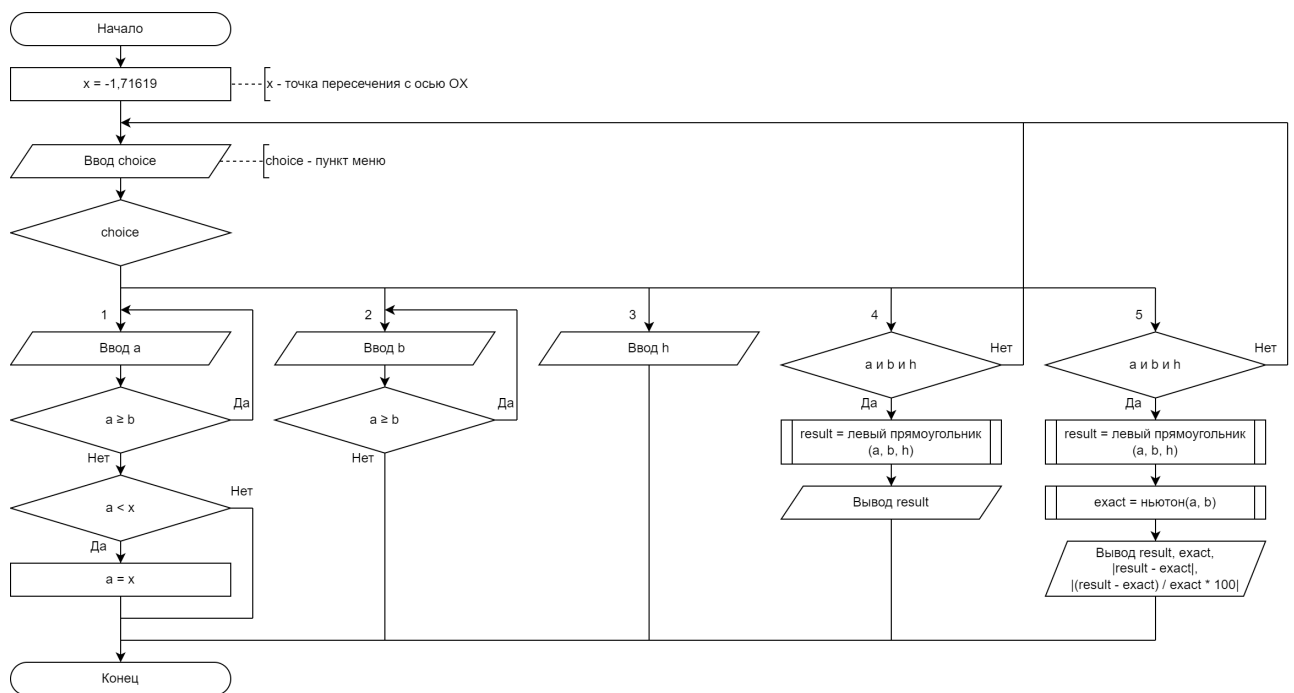 Начало
x = -1,71619
x - точка пересечения с осью OX
Ввод choice
choice - пункт меню
choice
1
2
3
4
5
Ввод a
Ввод b
Ввод h
a и b и h
Нет
a и b и h
Нет
a ≥ b
Да
a ≥ b
Да
Да
Да
result = левый прямоугольник
(a, b, h)
result = левый прямоугольник
(a, b, h)
Нет
Нет
a < x
Нет
Вывод result
exact = ньютон(a, b)
Да
a = x
Вывод result, exact,
|result - exact|,
|(result - exact) / exact * 100|
Конец